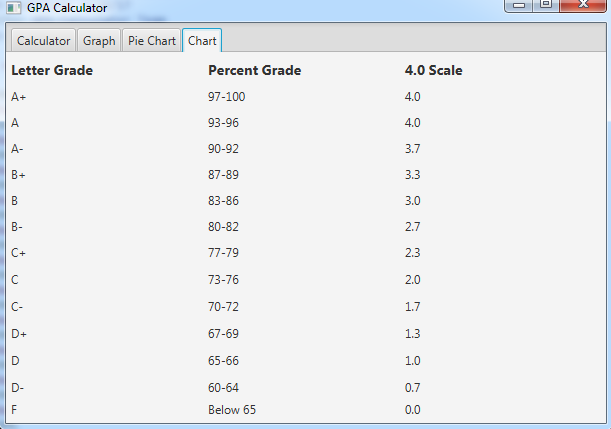 GPA Calculator
Calculator Graph Pie Chart Chart
Letter Grade Percent Grade 4.0 Scale
A+ 97-100 4.0
A 93-96 4.0
A- 90-92 3.7
B+ 87-89 3.3
B 83-86 3.0
B- 80-82 2.7
C+ 77-79 2.3
C 73-76 2.0
C- 70-72 1.7
D+ 67-69 1.3
D 65-66 1.0
D- 60-64 0.7
F Below 65 0.0